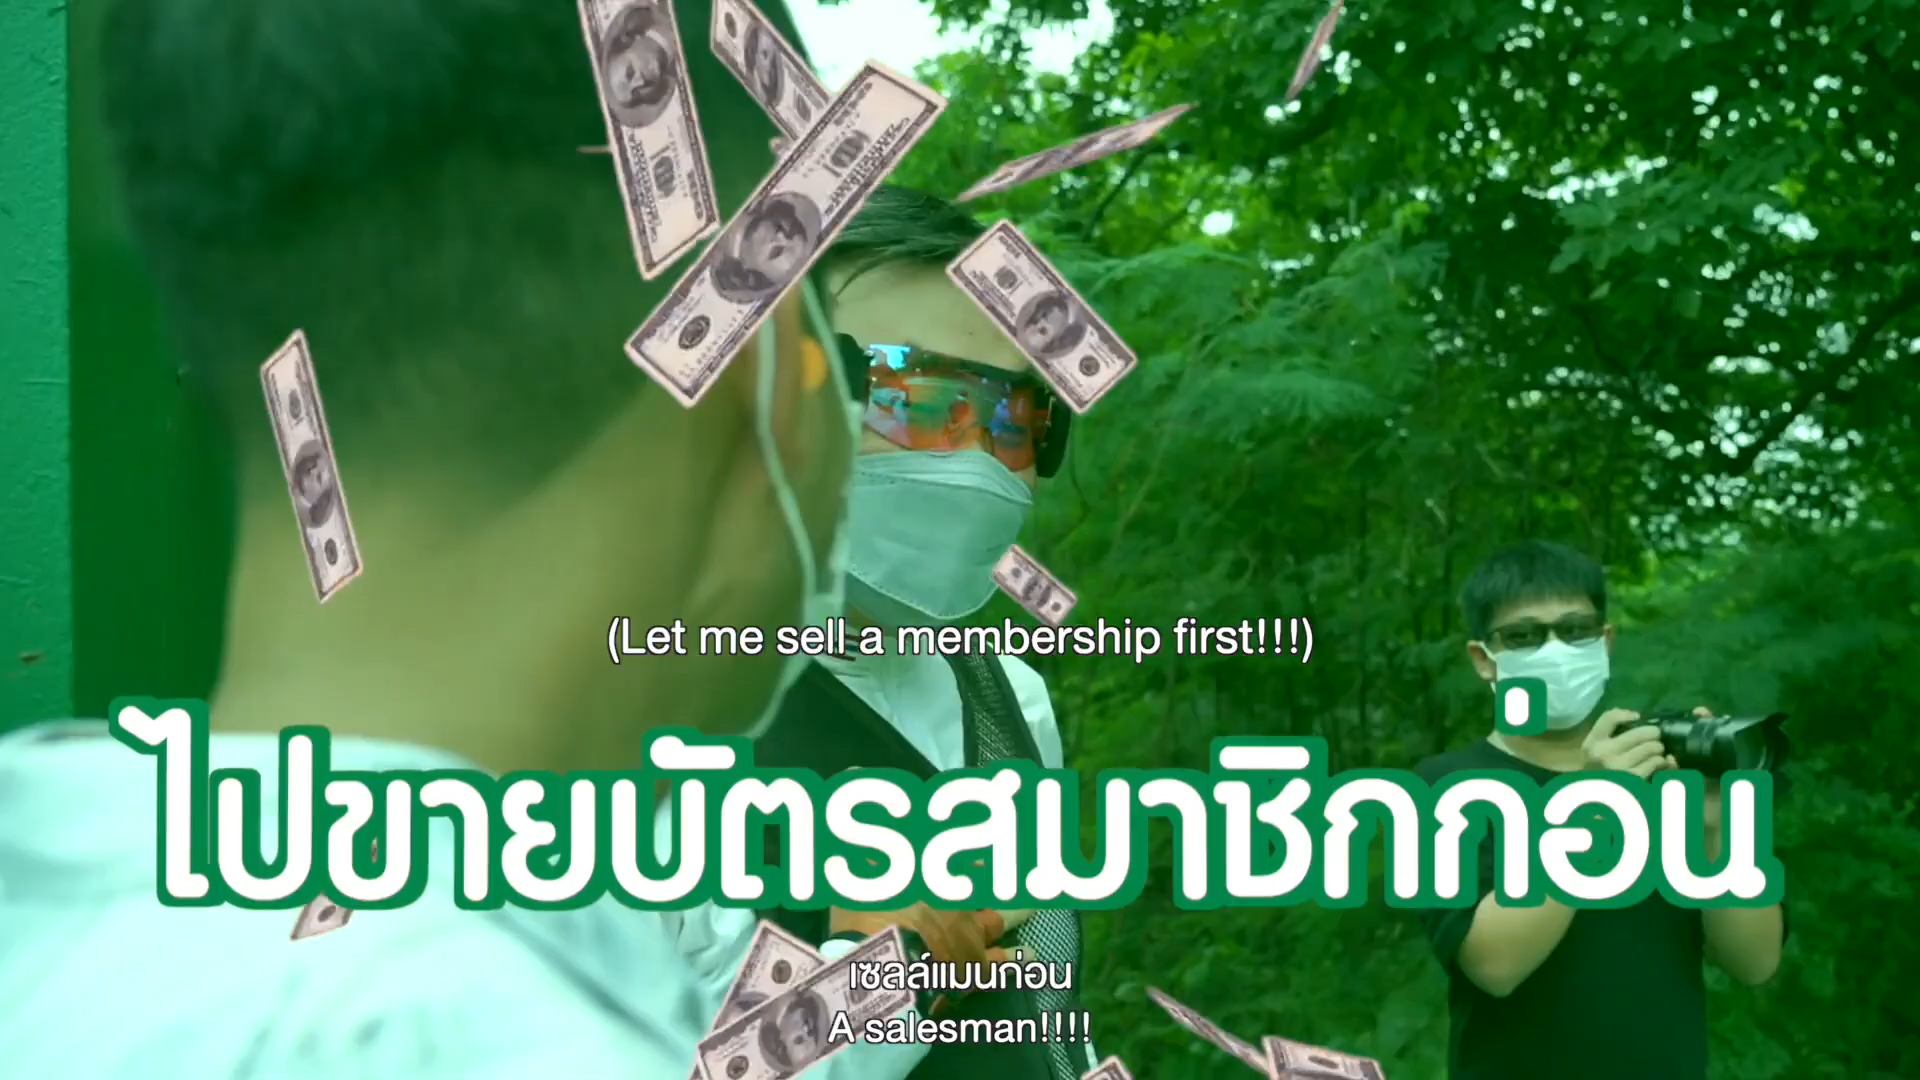 (Let me sell a membership first!!!)
ไปขายบัตรสมาชิกก่อน
เซลล์แมนก่อน
A salesman!!!!